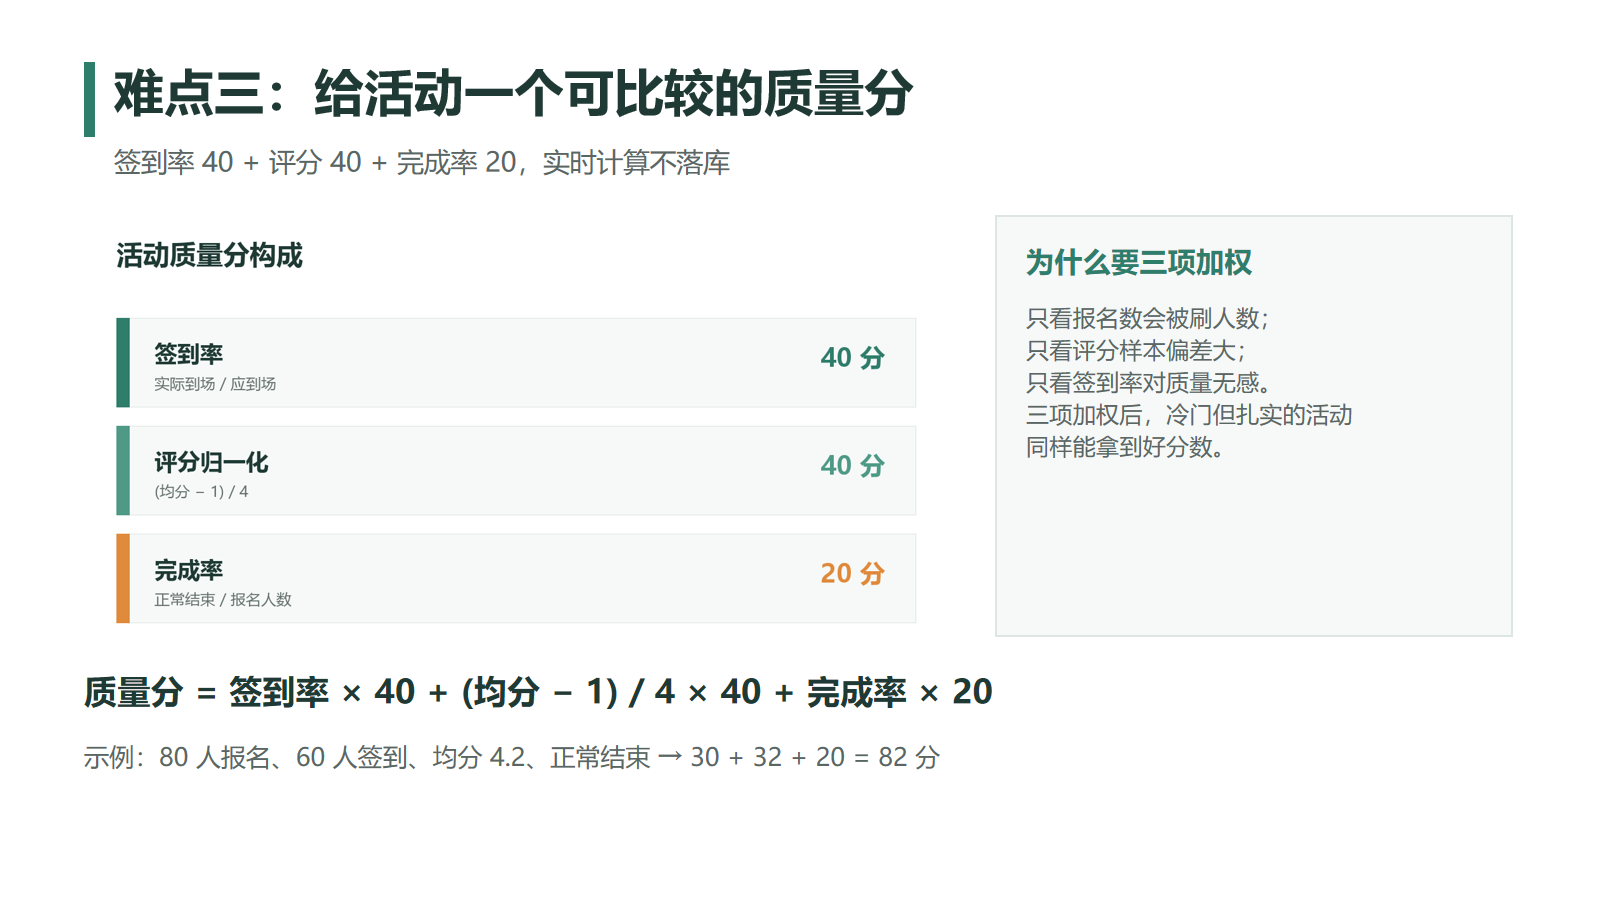 难点三：给活动一个可比较的质量分
签到率 40 + 评分 40 + 完成率 20，实时计算不落库
活动质量分构成
签到率
实际到场 / 应到场
40 分
评分归一化
(均分 − 1) / 4
40 分
完成率
正常结束 / 报名人数
20 分
为什么要三项加权
只看报名数会被刷人数；
只看评分样本偏差大；
只看签到率对质量无感。
三项加权后，冷门但扎实的活动
同样能拿到好分数。
质量分 = 签到率 × 40 + (均分 − 1) / 4 × 40 + 完成率 × 20
示例：80 人报名、60 人签到、均分 4.2、正常结束 → 30 + 32 + 20 = 82 分